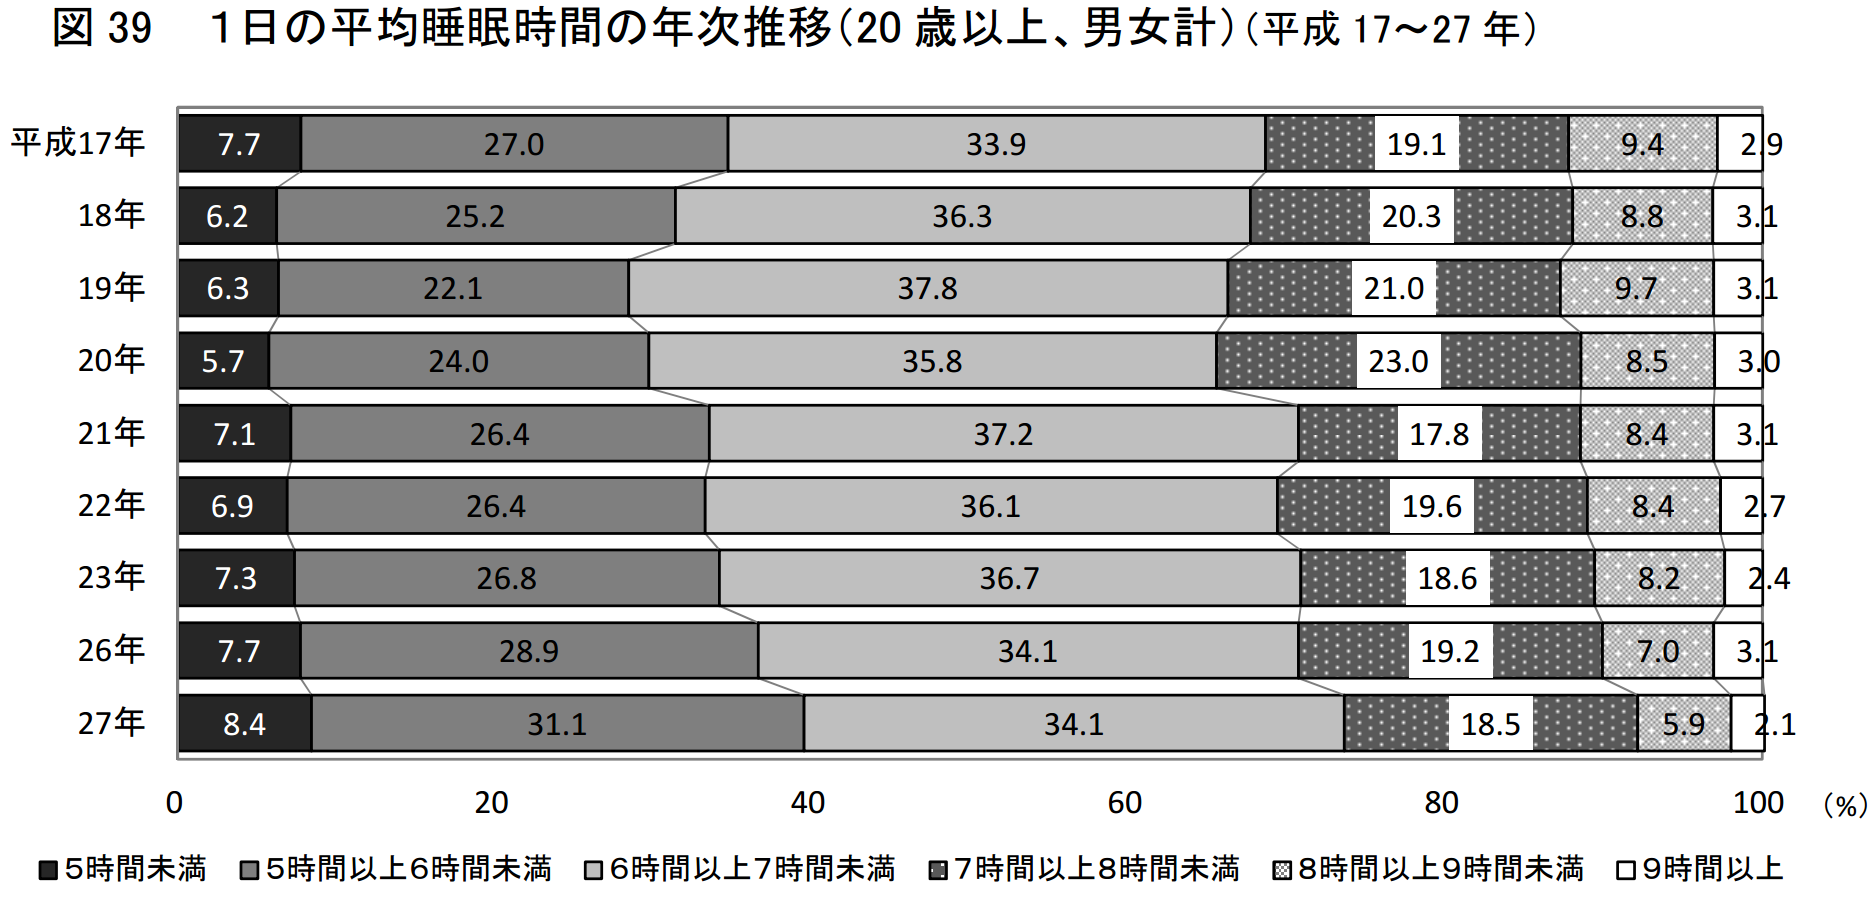 図 39　１日の平均睡眠時間の年次推移（20 歳以上、男女計）（平成 17～27 年）
平成17年 7.7 27.0 33.9 19.1 9.4 2.9
18年 6.2 25.2 36.3 20.3 8.8 3.1
19年 6.3 22.1 37.8 21.0 9.7 3.1
20年 5.7 24.0 35.8 23.0 8.5 3.0
21年 7.1 26.4 37.2 17.8 8.4 3.1
22年 6.9 26.4 36.1 19.6 8.4 2.7
23年 7.3 26.8 36.7 18.6 8.2 2.4
26年 7.7 28.9 34.1 19.2 7.0 3.1
27年 8.4 31.1 34.1 18.5 5.9 2.1
0 20 40 60 80 100 （%）
５時間未満 ５時間以上６時間未満 ６時間以上７時間未満 ７時間以上８時間未満 ８時間以上９時間未満 ９時間以上